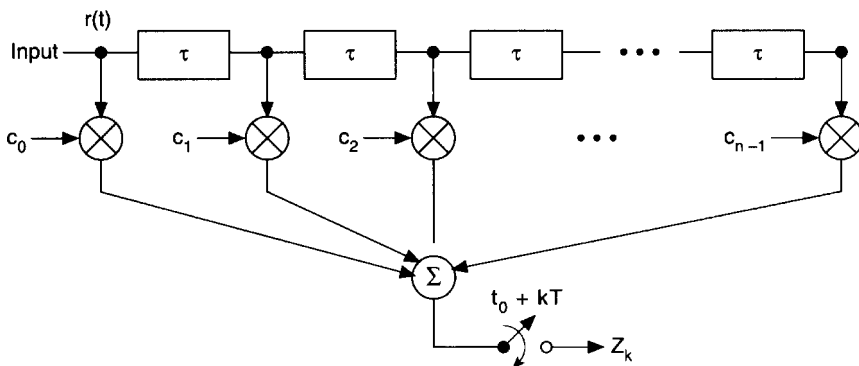 r(t)
Input τ τ τ ••• τ
c₀ c₁ c₂ ••• cₙ₋₁
Σ
t₀ + kT
Zₖ